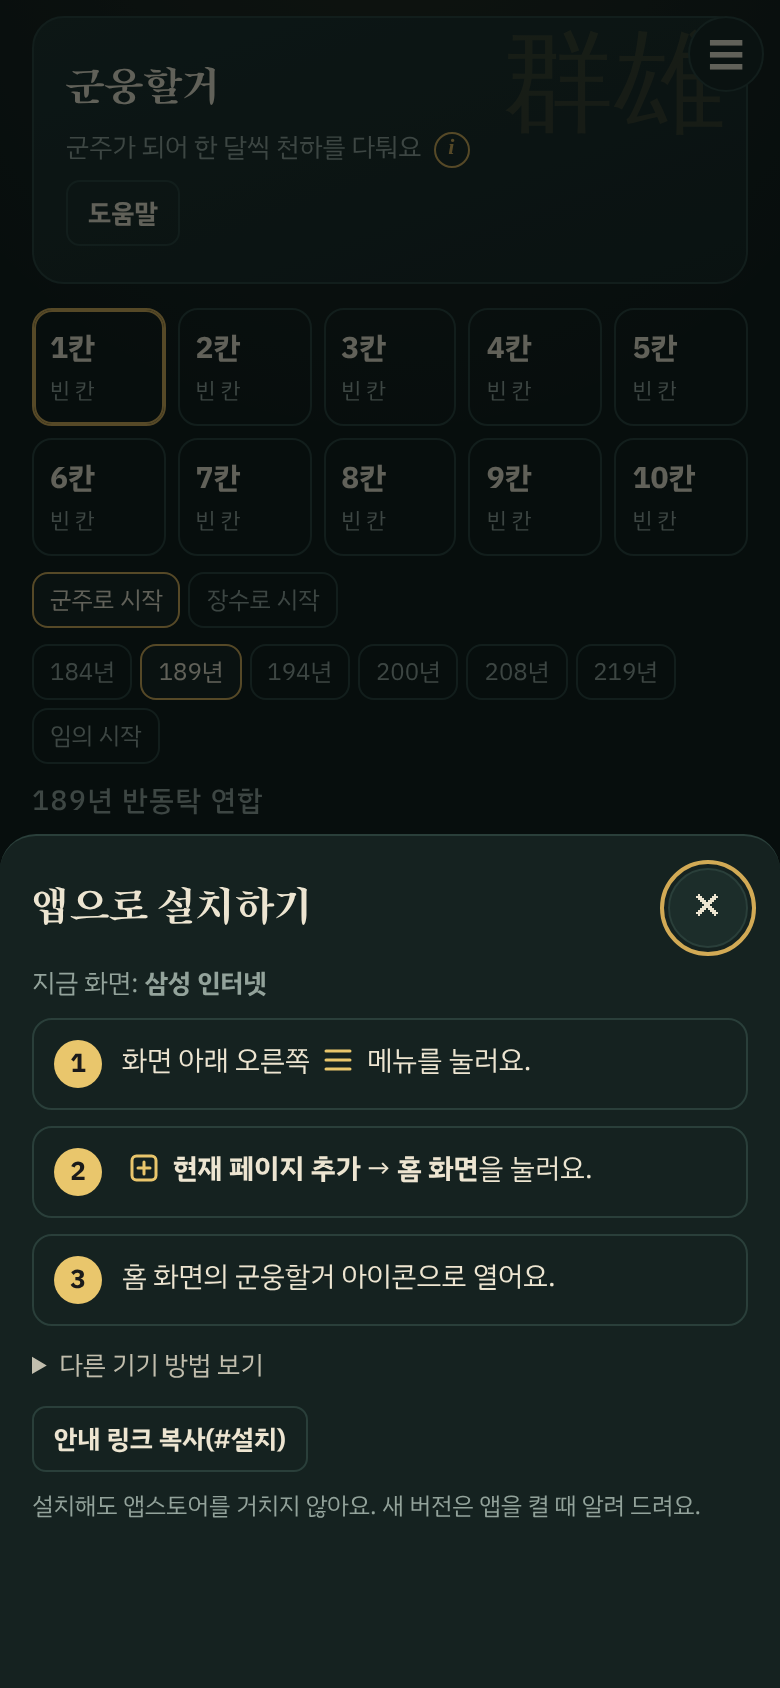 군웅할거
群雄
군주가 되어 한 달씩 천하를 다퉈요 i
도움말
1칸 2칸 3칸 4칸 5칸
빈 칸 빈 칸 빈 칸 빈 칸 빈 칸
6칸 7칸 8칸 9칸 10칸
빈 칸 빈 칸 빈 칸 빈 칸 빈 칸
군주로 시작 장수로 시작
184년 189년 194년 200년 208년 219년
임의 시작
189년 반동탁 연합
앱으로 설치하기
지금 화면: 삼성 인터넷
1 화면 아래 오른쪽 ☰ 메뉴를 눌러요.
2 현재 페이지 추가 → 홈 화면을 눌러요.
3 홈 화면의 군웅할거 아이콘으로 열어요.
▶ 다른 기기 방법 보기
안내 링크 복사(#설치)
설치해도 앱스토어를 거치지 않아요. 새 버전은 앱을 켤 때 알려 드려요.